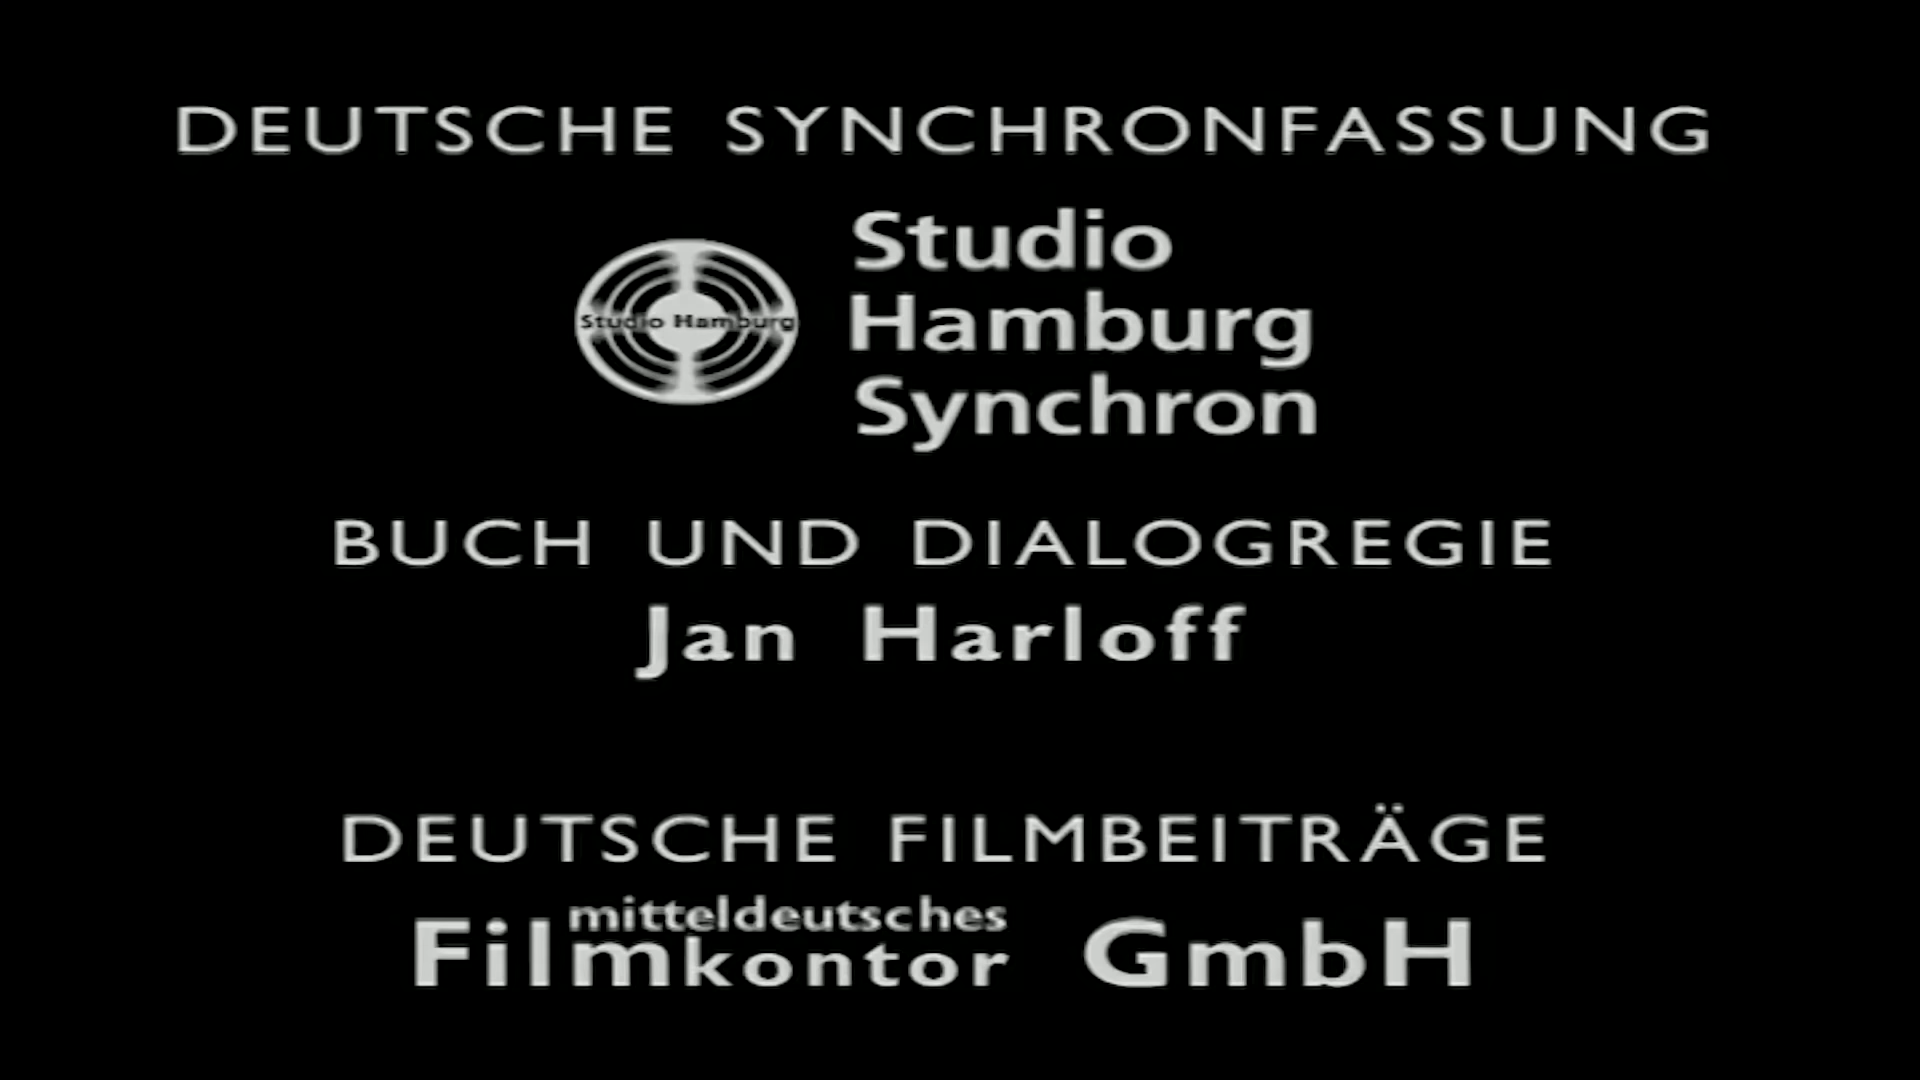 DEUTSCHE SYNCHRONFASSUNG
Studio Hamburg
Studio
Hamburg
Synchron
BUCH UND DIALOGREGIE
Jan Harloff
DEUTSCHE FILMBEITRÄGE
mitteldeutsches
Filmkontor GmbH